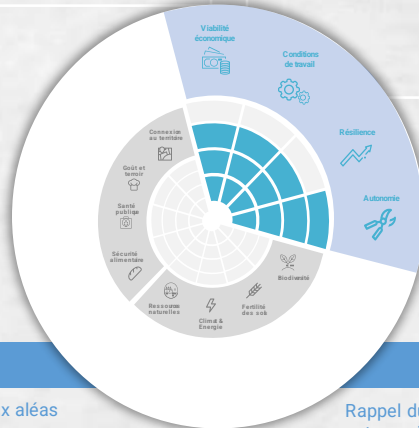 Viabilité
économique
Conditions
de travail
Résilience
Autonomie
Connexion
au territoire
Goût et
terroir
Santé
publique
Sécurité
alimentaire
Ressources
naturelles
Climat &
Énergie
Fertilité
des sols
Biodiversité
x aléas
Rappel du